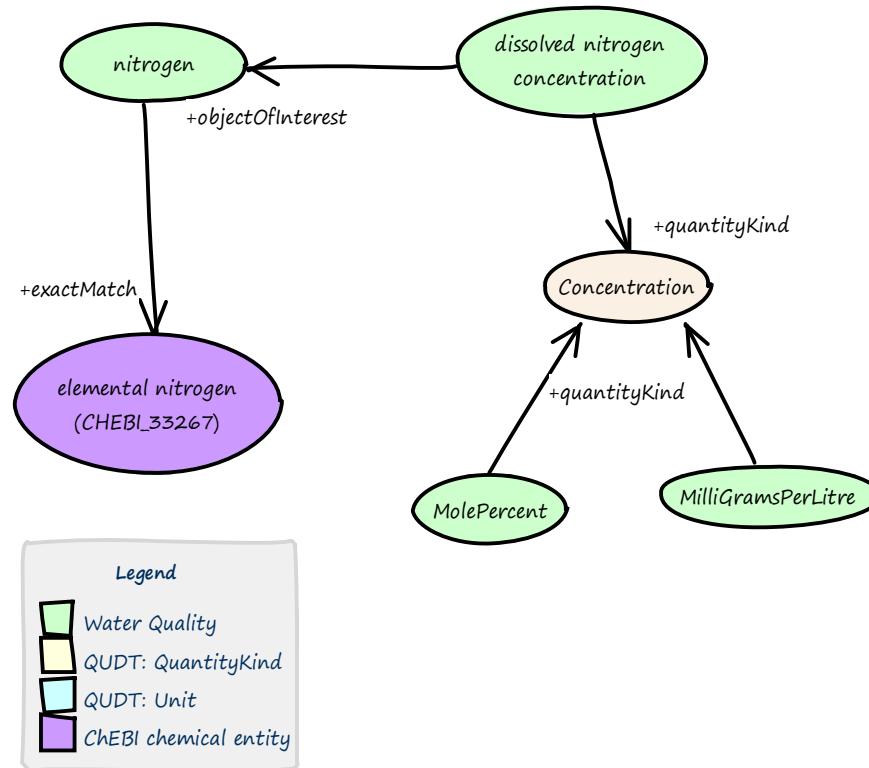 nitrogen
dissolved nitrogen
concentration
+objectOfInterest
+quantityKind
+exactMatch
Concentration
elemental nitrogen
(CHEBI_33267)
+quantityKind
MolePercent
MilliGramsPerLitre
Legend
Water Quality
QUDT: QuantityKind
QUDT: Unit
ChEBI chemical entity